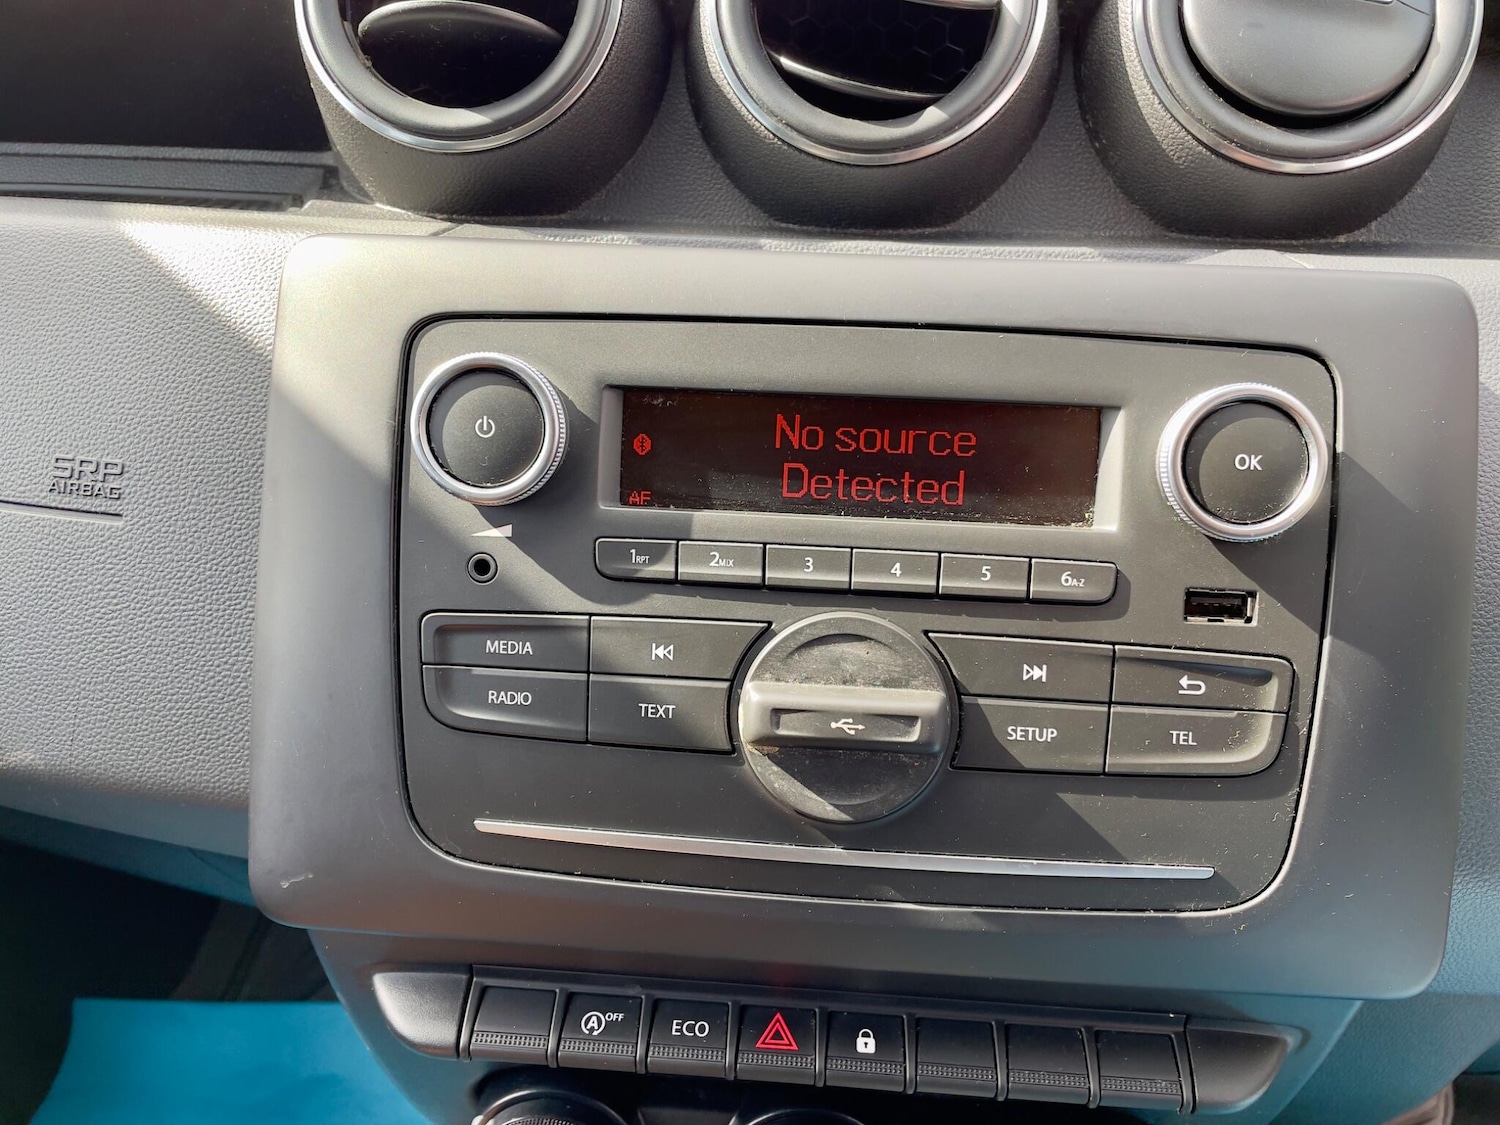 No source
Detected
AF
SRP
AIRBAG
OK
1RPT 2MIX 3 4 5 6A-Z
MEDIA
RADIO
TEXT
SETUP
TEL
A OFF
ECO